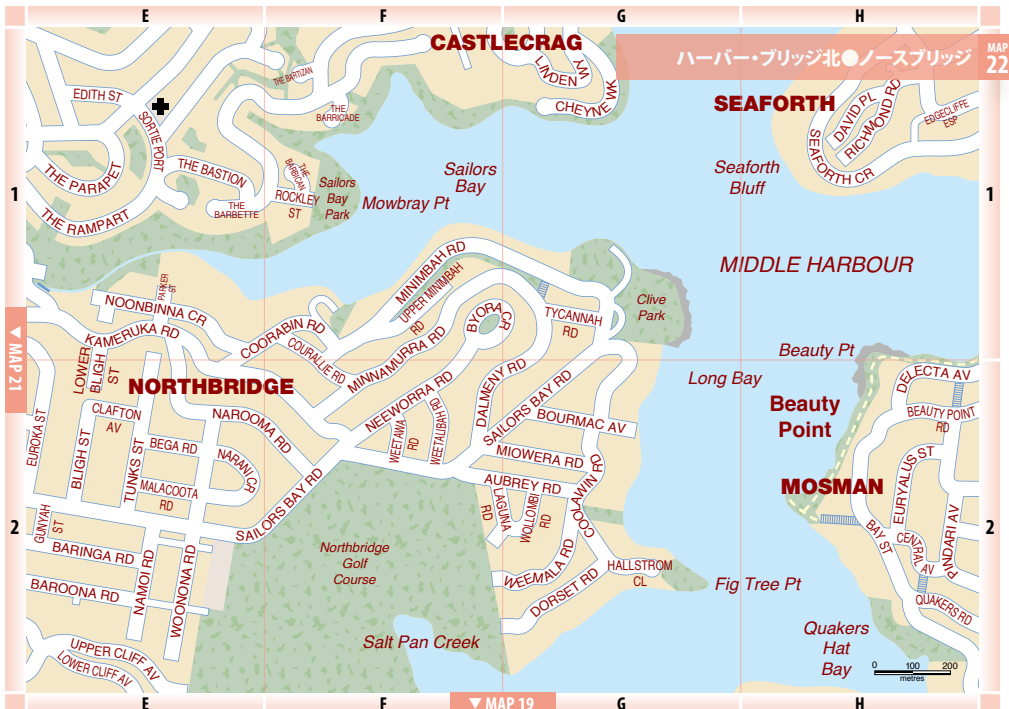 E
F
G
H
ハーバー・ブリッジ北●ノースブリッジ
MAP
22
CASTLECRAG
THE BARTIZAN
LINDEN
WY
CHEYNE WK
EDITH ST
SORTIE PORT
THE
BARRICADE
SEAFORTH
DAVID PL
RICHMOND RD
EDGECLIFFE
ESP
SEAFORTH CR
THE PARAPET
THE BASTION
THE
BARBICAN
ROCKLEY
ST
Sailors
Bay
Park
Sailors
Bay
Mowbray Pt
Seaforth
Bluff
1
1
THE
BARBETTE
THE RAMPART
MIDDLE HARBOUR
PARKER
ST
NOONBINNA CR
MINIMBAH RD
UPPER MINIMBAH
RD
BYORA
CR
TYCANNAH
RD
Clive
Park
▼ MAP 21
KAMERUKA RD
COORABIN RD
COURALLIE RD
MINNAMURRA RD
Beauty Pt
LOWER
BLIGH
ST
NORTHBRIDGE
NEEWORRA RD
DALMENY RD
SAILORS BAY RD
Long Bay
DELECTA AV
Beauty
Point
BEAUTY POINT
RD
EUROKA ST
CLAFTON
AV
NAROOMA RD
WEETAWA
RD
WEETALIBAH RD
BOURMAC AV
BLIGH ST
TUNKS ST
BEGA RD
NARANI CR
MIOWERA RD
MALACOOTA
RD
SAILORS BAY RD
AUBREY RD
COOLAWIN RD
MOSMAN
EURYALUS ST
GUNYAH
ST
LAGUNA
RD
WOLLOMBI
RD
2
2
BAY ST
CENTRAL
AV
PINDARI AV
BARINGA RD
Northbridge
Golf
Course
NAMOI RD
WOONONA RD
WEEMALA RD
HALLSTROM
CL
DORSET RD
Fig Tree Pt
BAROONA RD
QUAKERS RD
Salt Pan Creek
Quakers
Hat
Bay
UPPER CLIFF AV
LOWER CLIFF AV
0 100 200
metres
E
F
▼ MAP 19
G
H